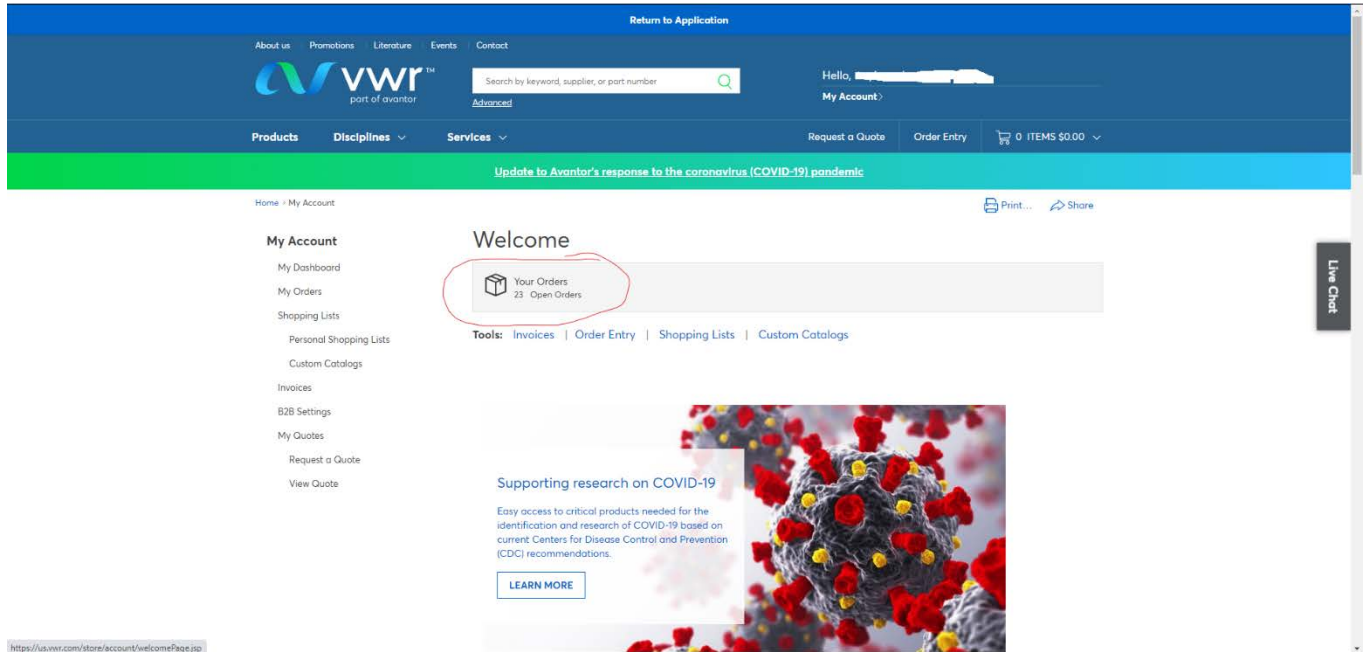 Return to Application
About us Promotions Literature Events Contact
vwr™
part of avantor
Search by keyword, supplier, or part number
Advanced
Hello,
My Account>
Products Disciplines Services Request a Quote Order Entry 0 ITEMS $0.00
Update to Avantor's response to the coronavirus (COVID-19) pandemic
Home > My Account
Print... Share
My Account
My Dashboard
My Orders
Shopping Lists
Personal Shopping Lists
Custom Catalogs
Invoices
B2B Settings
My Quotes
Request a Quote
View Quote
Welcome
Your Orders
23 Open Orders
Tools: Invoices | Order Entry | Shopping Lists | Custom Catalogs
Supporting research on COVID-19
Easy access to critical products needed for the
identification and research of COVID-19 based on
current Centers for Disease Control and Prevention
(CDC) recommendations.
LEARN MORE
Live Chat
https://us.vwr.com/store/account/welcomePage.jsp